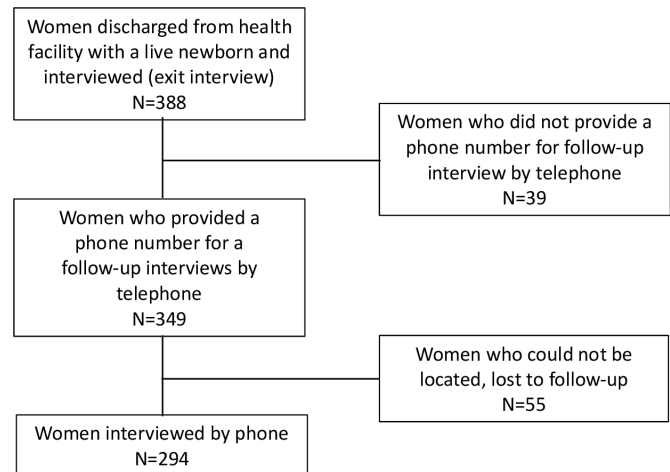 Women discharged from health
facility with a live newborn and
interviewed (exit interview)
N=388
Women who did not provide a
phone number for follow-up
interview by telephone
N=39
Women who provided a
phone number for a
follow-up interviews by
telephone
N=349
Women who could not be
located, lost to follow-up
N=55
Women interviewed by phone
N=294